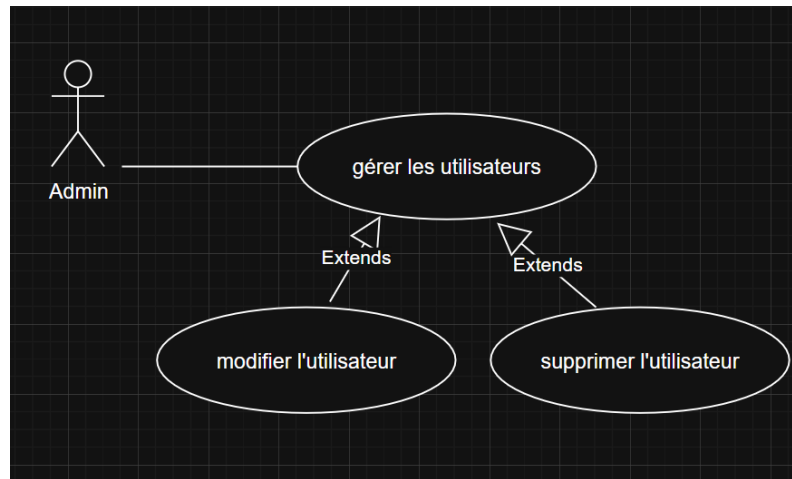 gérer les utilisateurs
Admin
Extends
Extends
modifier l'utilisateur
supprimer l'utilisateur